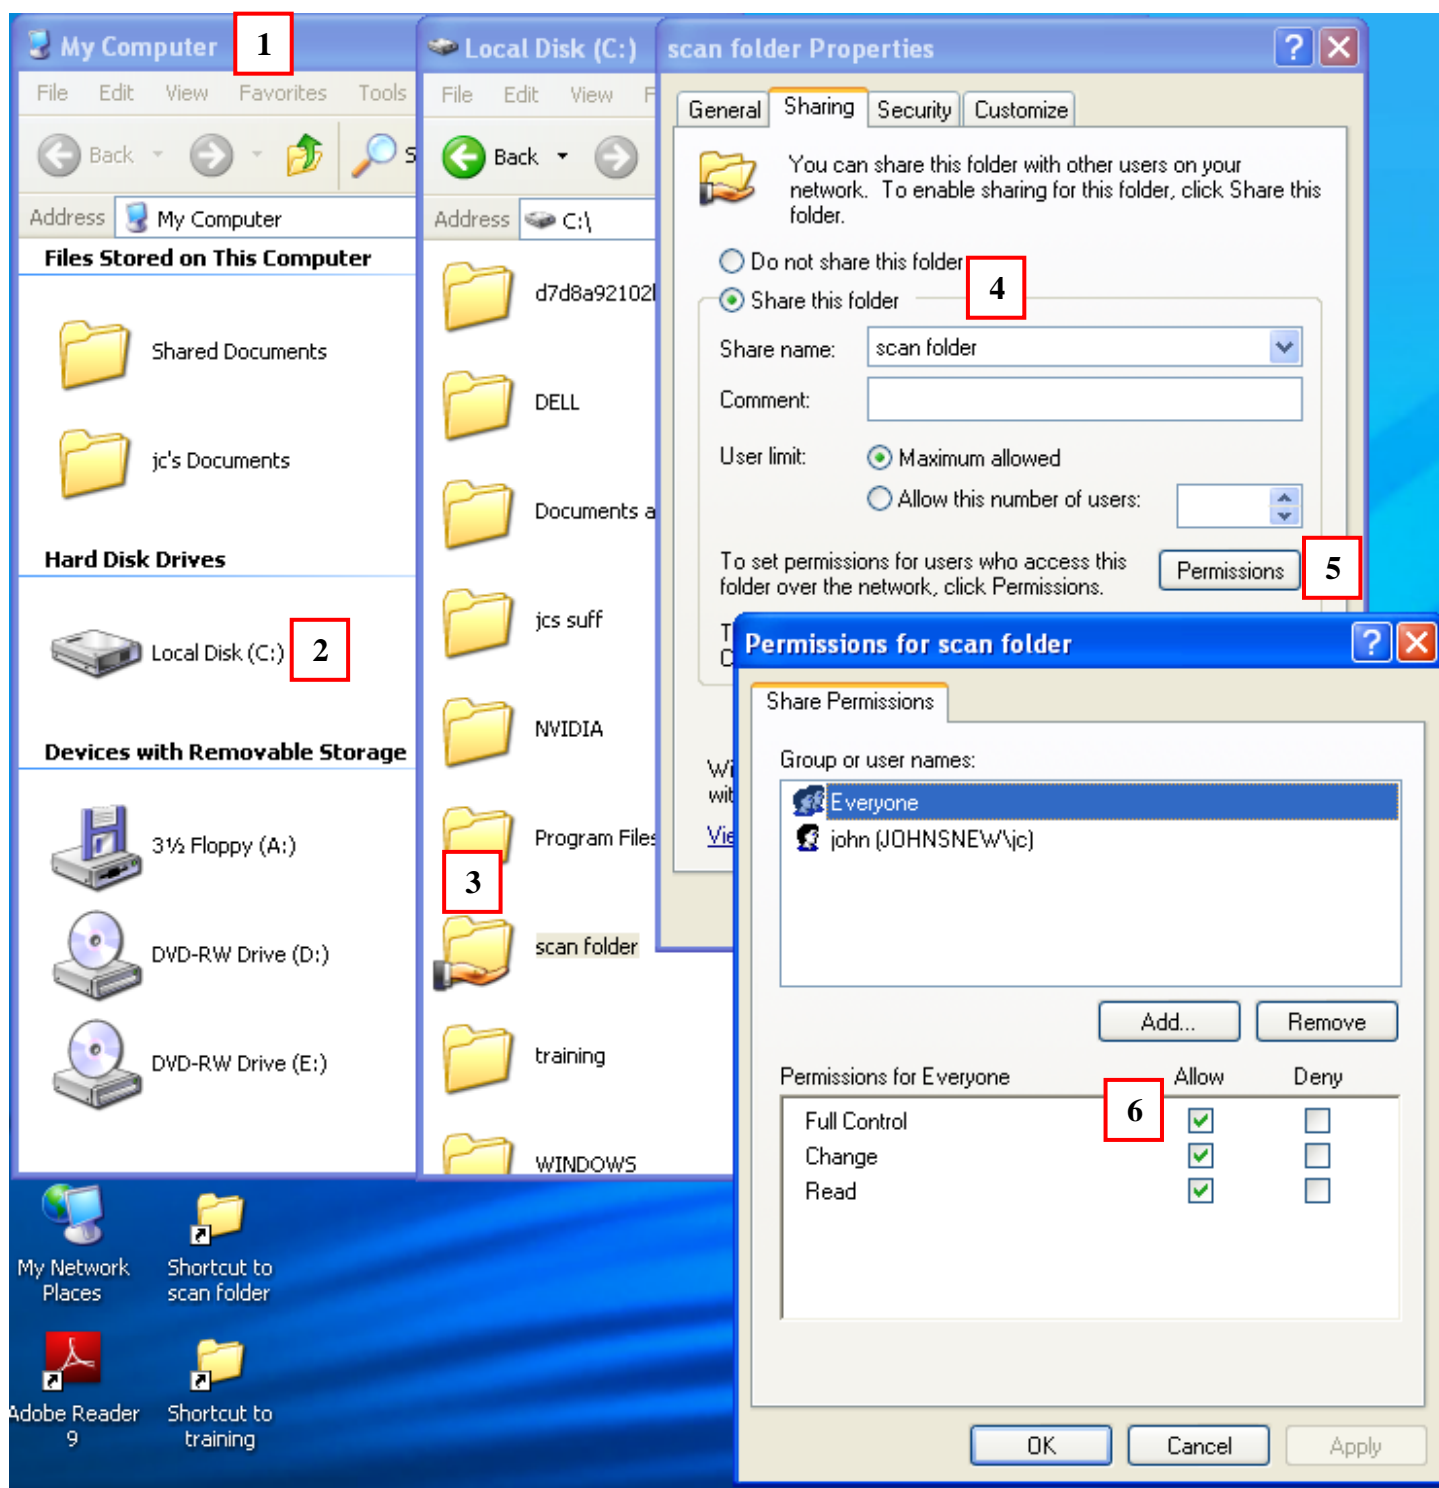 My Computer
1
File Edit View Favorites Tools
Back
Address My Computer
Files Stored on This Computer
Shared Documents
jc's Documents
Hard Disk Drives
Local Disk (C:)
2
Devices with Removable Storage
3½ Floppy (A:)
DVD-RW Drive (D:)
DVD-RW Drive (E:)
Local Disk (C:)
File Edit View F
Back
Address C:\
DELL
Documents a
jcs suff
NVIDIA
Program Files
3
scan folder
training
WINDOWS
scan folder Properties
General Sharing Security Customize
You can share this folder with other users on your
network. To enable sharing for this folder, click Share this
folder.
Do not share this folder
4
Share this folder
Share name: scan folder
Comment:
User limit: Maximum allowed
Allow this number of users:
To set permissions for users who access this
folder over the network, click Permissions.
Permissions
5
Permissions for scan folder
Share Permissions
Group or user names:
Everyone
john (JOHNSNEW\jc)
Add... Remove
Permissions for Everyone Allow Deny
6
Full Control
Change
Read
OK Cancel Apply
My Network
Places
Shortcut to
scan folder
Adobe Reader
9
Shortcut to
training